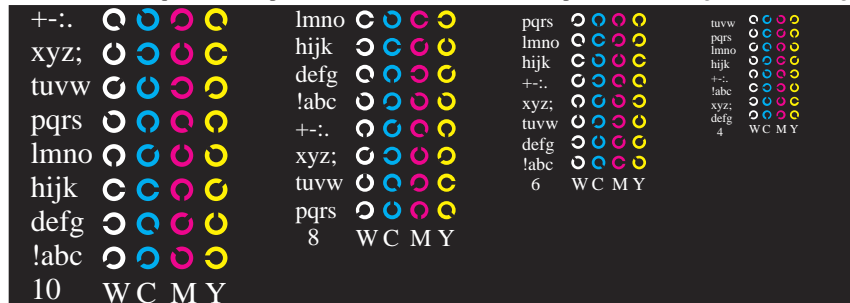 +-:.
xyz;
tuvw
pqrs
lmno
hijk
defg
!abc
10 W C M Y
lmno
hijk
defg
!abc
+-:.
xyz;
tuvw
pqrs
8 W C M Y
pqrs
lmno
hijk
+-:.
xyz;
tuvw
defg
!abc
6 W C M Y
tuvw
pqrs
lmno
hijk
+-:.
!abc
xyz;
defg
4 W C M Y